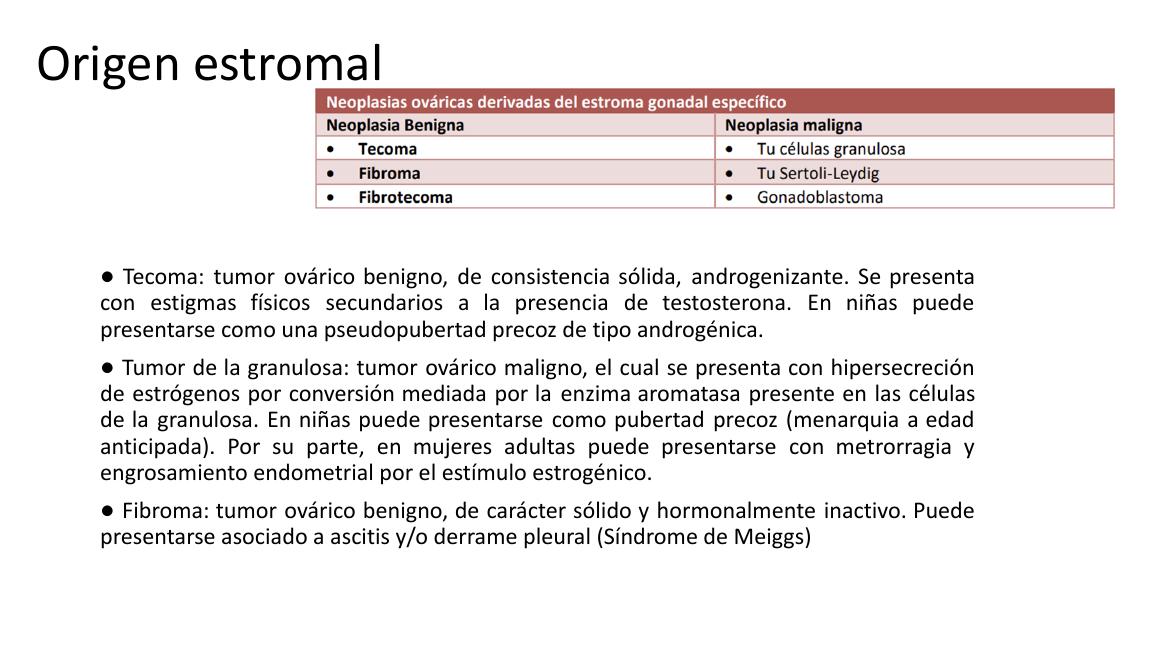 Origen estromal
Neoplasias ováricas derivadas del estroma gonadal específico
Neoplasia Benigna
Neoplasia maligna
• Tecoma
• Tu células granulosa
• Fibroma
• Tu Sertoli-Leydig
• Fibrotecoma
• Gonadoblastoma
● Tecoma: tumor ovárico benigno, de consistencia sólida, androgenizante. Se presenta
con estigmas físicos secundarios a la presencia de testosterona. En niñas puede
presentarse como una pseudopubertad precoz de tipo androgénica.
● Tumor de la granulosa: tumor ovárico maligno, el cual se presenta con hipersecreción
de estrógenos por conversión mediada por la enzima aromatasa presente en las células
de la granulosa. En niñas puede presentarse como pubertad precoz (menarquia a edad
anticipada). Por su parte, en mujeres adultas puede presentarse con metrorragia y
engrosamiento endometrial por el estímulo estrogénico.
● Fibroma: tumor ovárico benigno, de carácter sólido y hormonalmente inactivo. Puede
presentarse asociado a ascitis y/o derrame pleural (Síndrome de Meiggs)